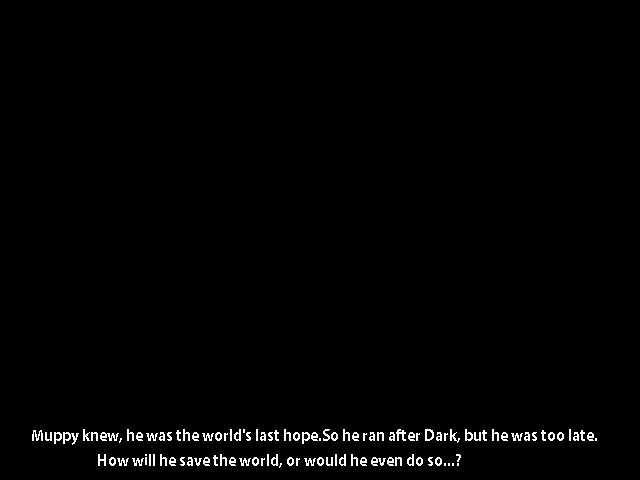 Muppy knew, he was the world's last hope.So he ran after Dark, but he was too late.
How will he save the world, or would he even do so...?